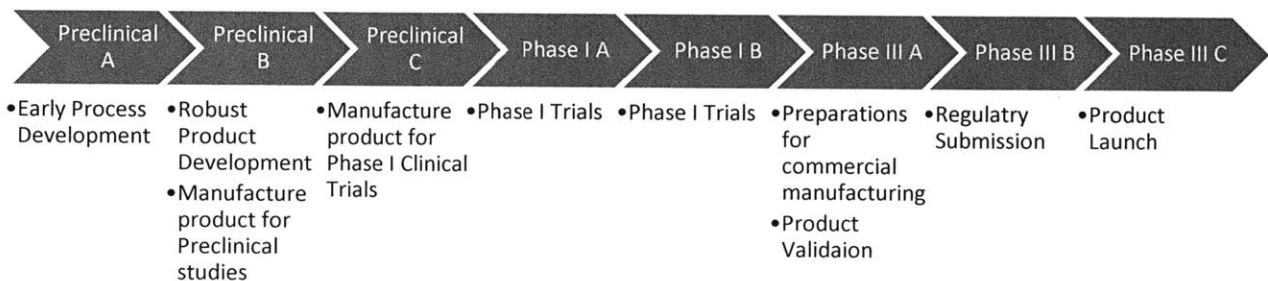 Preclinical
A
Preclinical
B
Preclinical
C
Phase I A
Phase I B
Phase III A
Phase III B
Phase III C
•Early Process
Development
•Robust
Product
Development
•Manufacture
product for
Preclinical
studies
•Manufacture
product for
Phase I Clinical
Trials
•Phase I Trials
•Phase I Trials
•Preparations
for
commercial
manufacturing
•Product
Validaion
•Regulatry
Submission
•Product
Launch